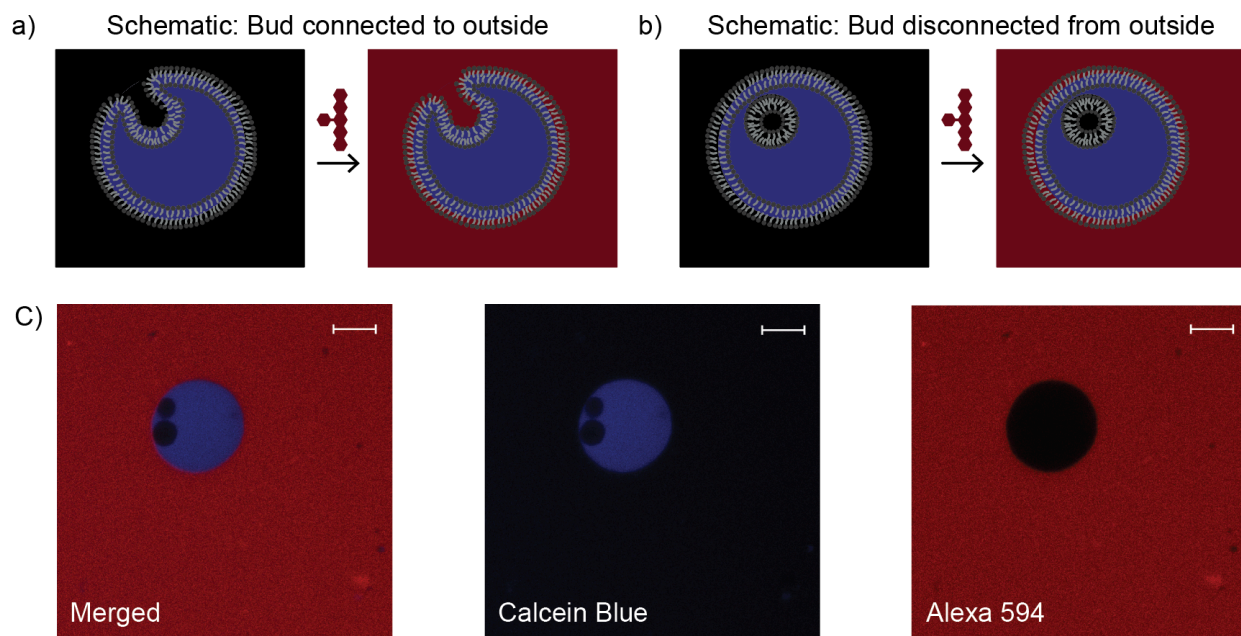 a) Schematic: Bud connected to outside
b) Schematic: Bud disconnected from outside
C)
Merged
Calcein Blue
Alexa 594